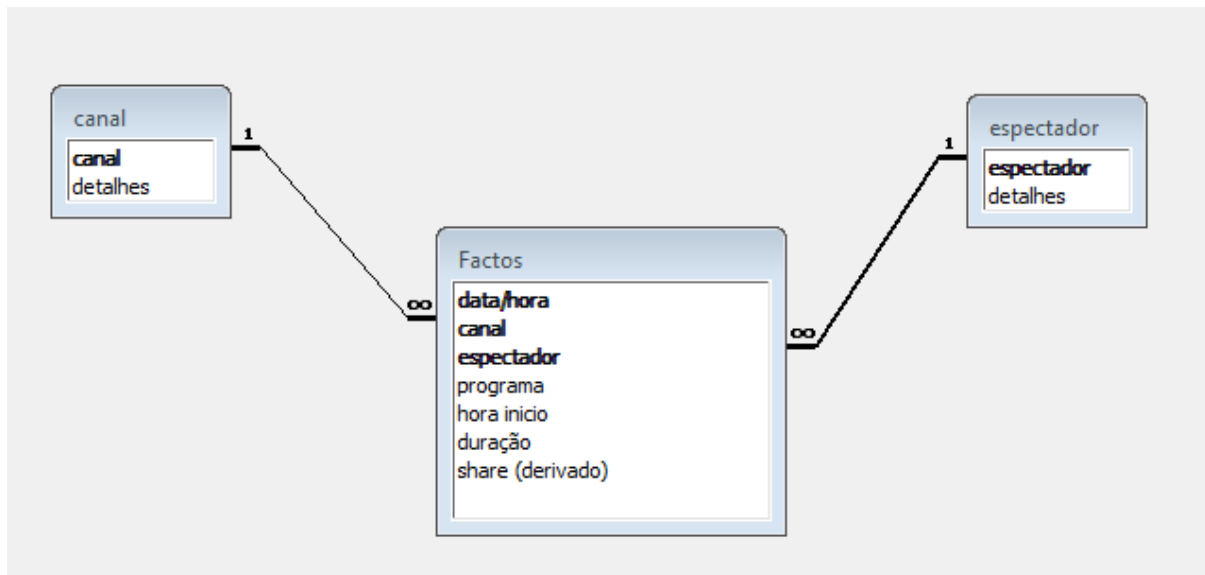 canal
canal
detalhes
1
espectador
espectador
detalhes
1
Factos
data/hora
canal
espectador
programa
hora inicio
duração
share (derivado)
∞
∞